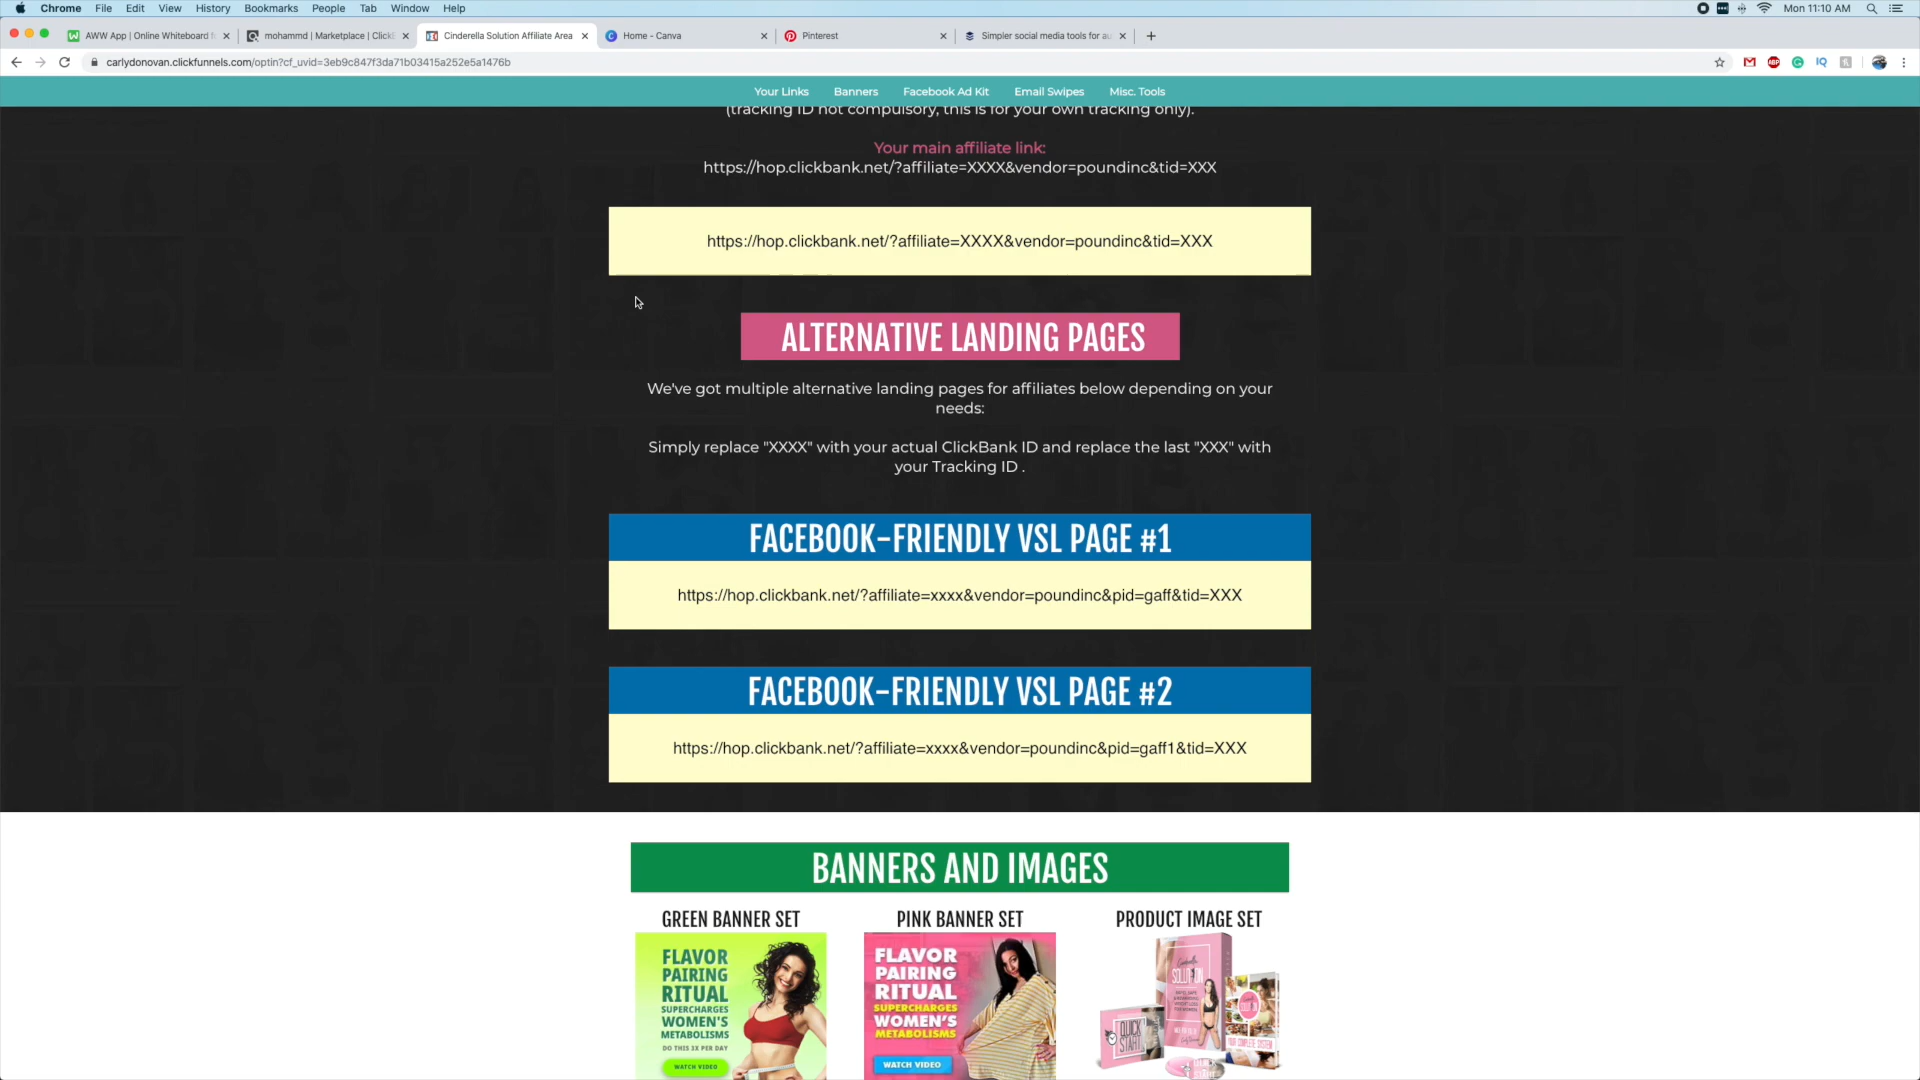 Chrome File Edit View History Bookmarks People Tab Window Help
Mon 11:10 AM
AWW App | Online Whiteboard f
mohammd | Marketplace | ClickB
Cinderella Solution Affiliate Area
Home - Canva
Pinterest
Simpler social media tools for au
carlydonovan.clickfunnels.com/optin?cf_uvid=3eb9c847f3da71b03415a252e5a1476b
Your Links Banners Facebook Ad Kit Email Swipes Misc. Tools
(tracking ID not compulsory, this is for your own tracking only).
Your main affiliate link:
https://hop.clickbank.net/?affiliate=XXXX&vendor=poundinc&tid=XXX
https://hop.clickbank.net/?affiliate=XXXX&vendor=poundinc&tid=XXX
ALTERNATIVE LANDING PAGES
We've got multiple alternative landing pages for affiliates below depending on your
needs:
Simply replace "XXXX" with your actual ClickBank ID and replace the last "XXX" with
your Tracking ID .
FACEBOOK-FRIENDLY VSL PAGE #1
https://hop.clickbank.net/?affiliate=xxxx&vendor=poundinc&pid=gaff&tid=XXX
FACEBOOK-FRIENDLY VSL PAGE #2
https://hop.clickbank.net/?affiliate=xxxx&vendor=poundinc&pid=gaff1&tid=XXX
BANNERS AND IMAGES
GREEN BANNER SET
FLAVOR
PAIRING
RITUAL
SUPERCHARGES
WOMEN'S
METABOLISMS
DO THIS 3X PER DAY
WATCH VIDEO
PINK BANNER SET
FLAVOR
PAIRING
RITUAL
SUPERCHARGES
WOMEN'S
METABOLISMS
WATCH VIDEO
PRODUCT IMAGE SET
Cinderella
SOLUTION
QUICK
START
YOUR COMPLETE SYSTEM